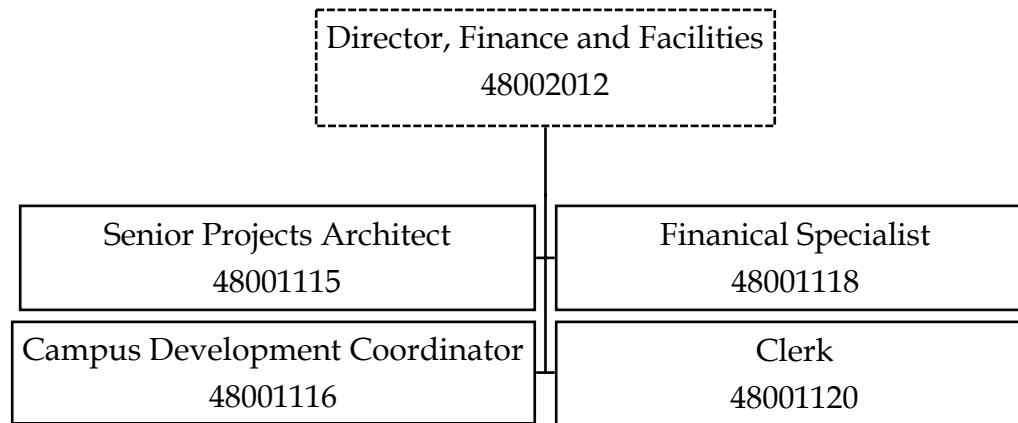 Director, Finance and Facilities
48002012
Senior Projects Architect
48001115
Finanical Specialist
48001118
Campus Development Coordinator
48001116
Clerk
48001120